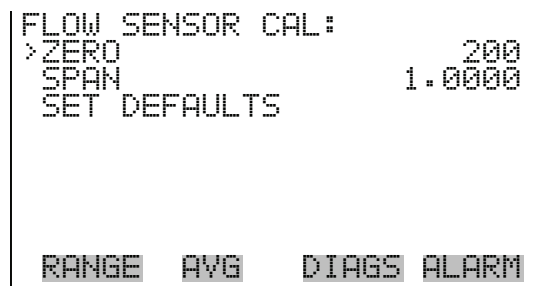 FLOW SENSOR CAL:
>ZERO 200
SPAN 1.0000
SET DEFAULTS
RANGE AVG DIAGS ALARM